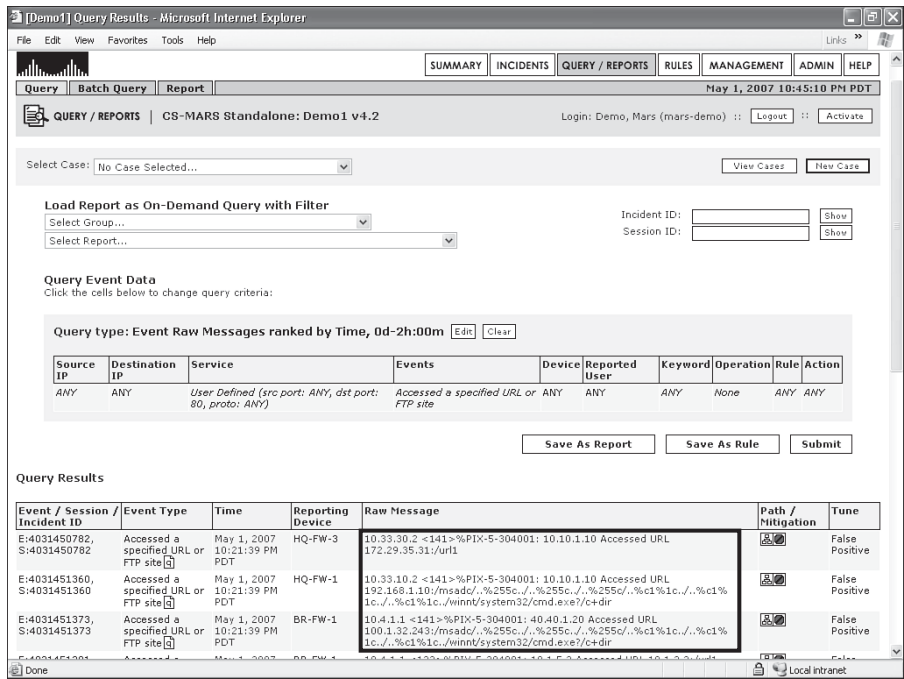 [Demo1] Query Results - Microsoft Internet Explorer
File Edit View Favorites Tools Help
Links »
SUMMARY INCIDENTS QUERY / REPORTS RULES MANAGEMENT ADMIN HELP
Query Batch Query Report
May 1, 2007 10:45:10 PM PDT
QUERY / REPORTS | CS-MARS Standalone: Demo1 v4.2
Login: Demo, Mars (mars-demo) :: Logout :: Activate
Select Case: No Case Selected...
View Cases New Case
Load Report as On-Demand Query with Filter
Select Group...
Select Report...
Incident ID: Show
Session ID: Show
Query Event Data
Click the cells below to change query criteria:
Query type: Event Raw Messages ranked by Time, 0d-2h:00m Edit Clear
Source IP Destination IP Service Events Device Reported User Keyword Operation Rule Action
ANY ANY User Defined (src port: ANY, dst port: 80, proto: ANY) Accessed a specified URL or FTP site ANY ANY ANY None ANY ANY
Save As Report Save As Rule Submit
Query Results
Event / Session / Incident ID Event Type Time Reporting Device Raw Message Path / Mitigation Tune
E:4031450782, S:4031450782 Accessed a specified URL or FTP site q May 1, 2007 10:21:39 PM PDT HQ-FW-3 10.33.30.2 <141>%PIX-5-304001: 10.10.1.10 Accessed URL 172.29.35.31:/url1 False Positive
E:4031451360, S:4031451360 Accessed a specified URL or FTP site q May 1, 2007 10:21:39 PM PDT HQ-FW-1 10.33.10.2 <141>%PIX-5-304001: 10.10.1.10 Accessed URL 192.168.1.10:/msadc/..%255c../..%255c../..%255c/..%c1%1c../..%c1%1c../..%c1%1c../winnt/system32/cmd.exe?/c+dir False Positive
E:4031451373, S:4031451373 Accessed a specified URL or FTP site q May 1, 2007 10:21:39 PM PDT BR-FW-1 10.4.1.1 <141>%PIX-5-304001: 40.40.1.20 Accessed URL 100.1.32.243:/msadc/..%255c../..%255c../..%255c/..%c1%1c../..%c1%1c../..%c1%1c../winnt/system32/cmd.exe?/c+dir False Positive
Done
Local intranet